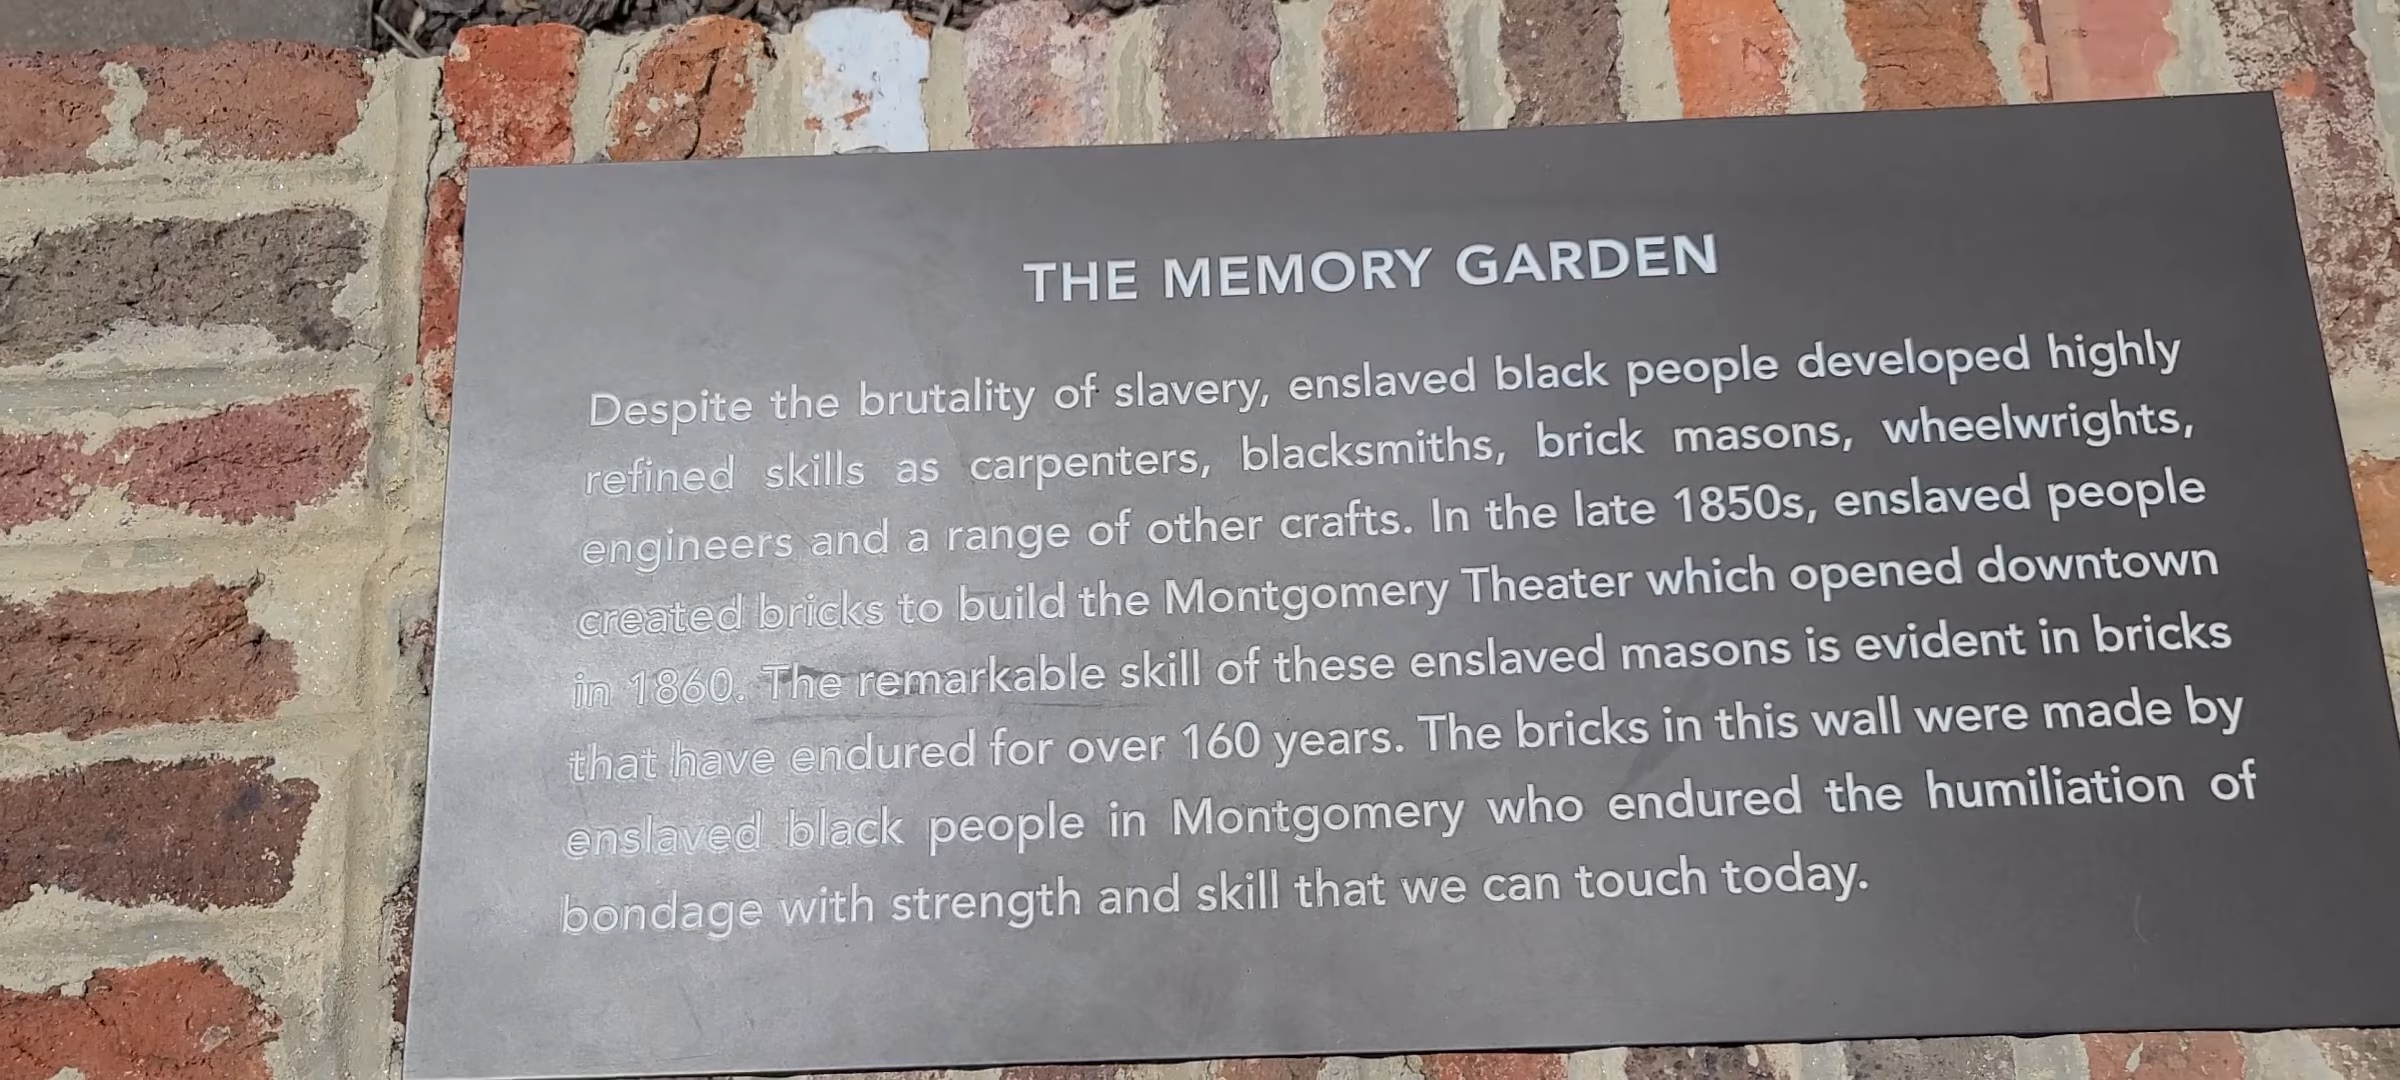 THE MEMORY GARDEN
Despite the brutality of slavery, enslaved black people developed highly
refined skills as carpenters, blacksmiths, brick masons, wheelwrights,
engineers and a range of other crafts. In the late 1850s, enslaved people
created bricks to build the Montgomery Theater which opened downtown
in 1860. The remarkable skill of these enslaved masons is evident in bricks
that have endured for over 160 years. The bricks in this wall were made by
enslaved black people in Montgomery who endured the humiliation of
bondage with strength and skill that we can touch today.